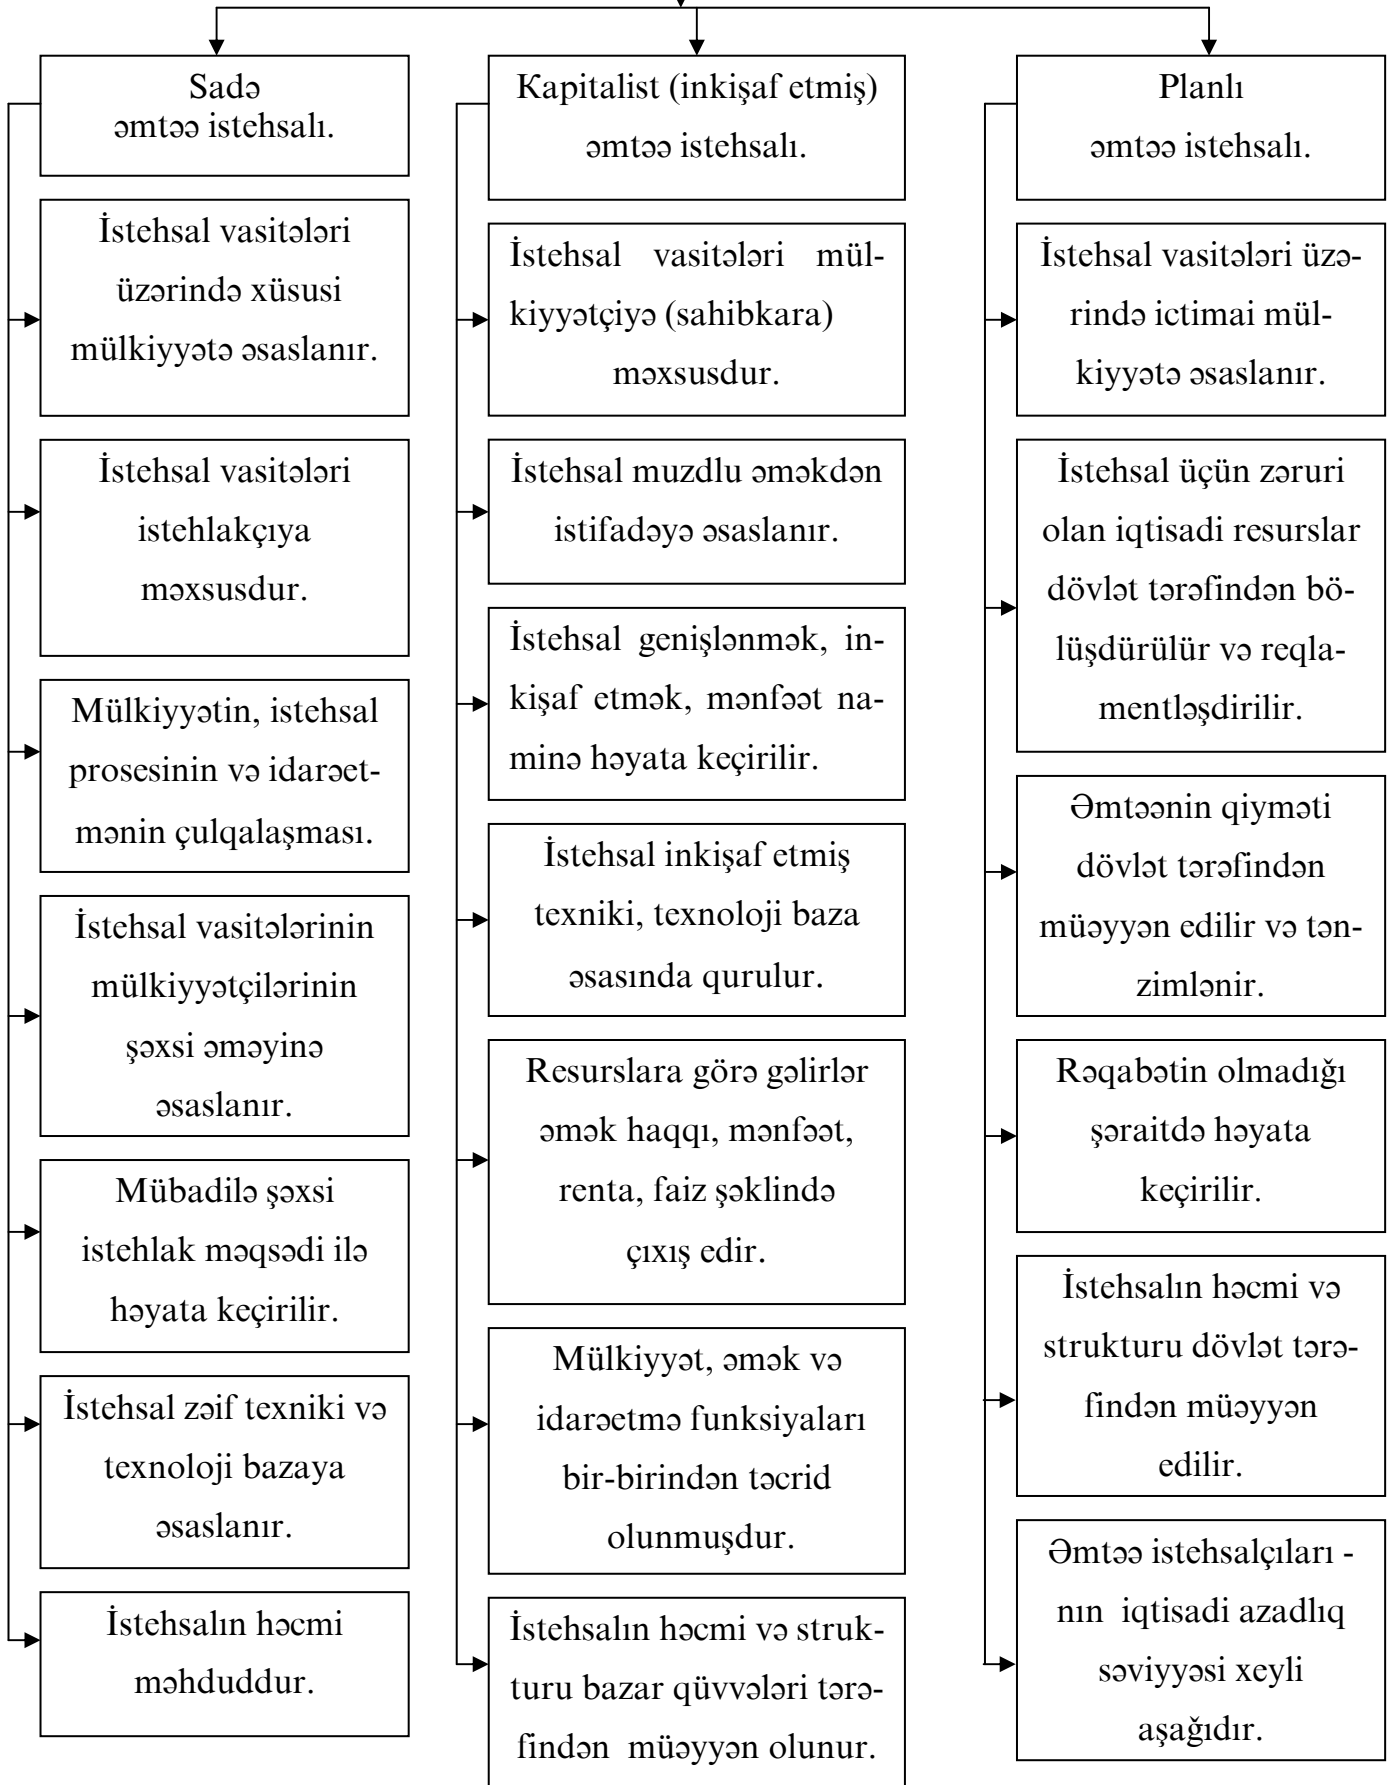 Sadə
əmtəə istehsalı.
İstehsal vasitələri
üzərində xüsusi
mülkiyyətə əsaslanır.
İstehsal vasitələri
istehlakçıya
məxsusdur.
Mülkiyyətin, istehsal
prosesinin və idarəet-
mənin çulqalaşması.
İstehsal vasitələrinin
mülkiyyətçilərinin
şəxsi əməyinə
əsaslanır.
Mübadilə şəxsi
istehlak məqsədi ilə
həyata keçirilir.
İstehsal zəif texniki və
texnoloji bazaya
əsaslanır.
İstehsalın həcmi
məhduddur.
Kapitalist (inkişaf etmiş)
əmtəə istehsalı.
İstehsal vasitələri mül-
kiyyətçiyə (sahibkara)
məxsusdur.
İstehsal muzdlu əməkdən
istifadəyə əsaslanır.
İstehsal genişlənmək, in-
kişaf etmək, mənfəət na-
minə həyata keçirilir.
İstehsal inkişaf etmiş
texniki, texnoloji baza
əsasında qurulur.
Resurslara görə gəlirlər
əmək haqqı, mənfəət,
renta, faiz şəklində
çıxış edir.
Mülkiyyət, əmək və
idarəetmə funksiyaları
bir-birindən təcrid
olunmuşdur.
İstehsalın həcmi və struk-
turu bazar qüvvələri tərə-
findən müəyyən olunur.
Planlı
əmtəə istehsalı.
İstehsal vasitələri üzə-
rində ictimai mül-
kiyyətə əsaslanır.
İstehsal üçün zəruri
olan iqtisadi resurslar
dövlət tərəfindən bö-
lüşdürülür və reqla-
mentləşdirilir.
Əmtəənin qiyməti
dövlət tərəfindən
müəyyən edilir və tən-
zimlənir.
Rəqabətin olmadığı
şəraitdə həyata
keçirilir.
İstehsalın həcmi və
strukturu dövlət tərə-
findən müəyyən
edilir.
Əmtəə istehsalçıları -
nın iqtisadi azadlıq
səviyyəsi xeyli
aşağıdır.